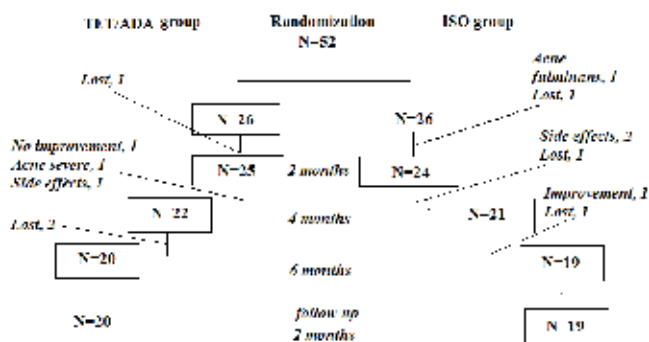 TET/ADA group Randomization ISO group
N=52
Lost, 1
Acne
fubulnans, 1
Lost, 1
N=26 N=26
No improvement, 1
Acne severe, 1
Side effects, 1
Side effects, 2
Lost, 1
N=25 2 months N=24
Improvement, 1
Lost, 1
N=22 4 months N=21
Lost, 2
N=20 6 months N=19
follow up
N=20 2 months N=19